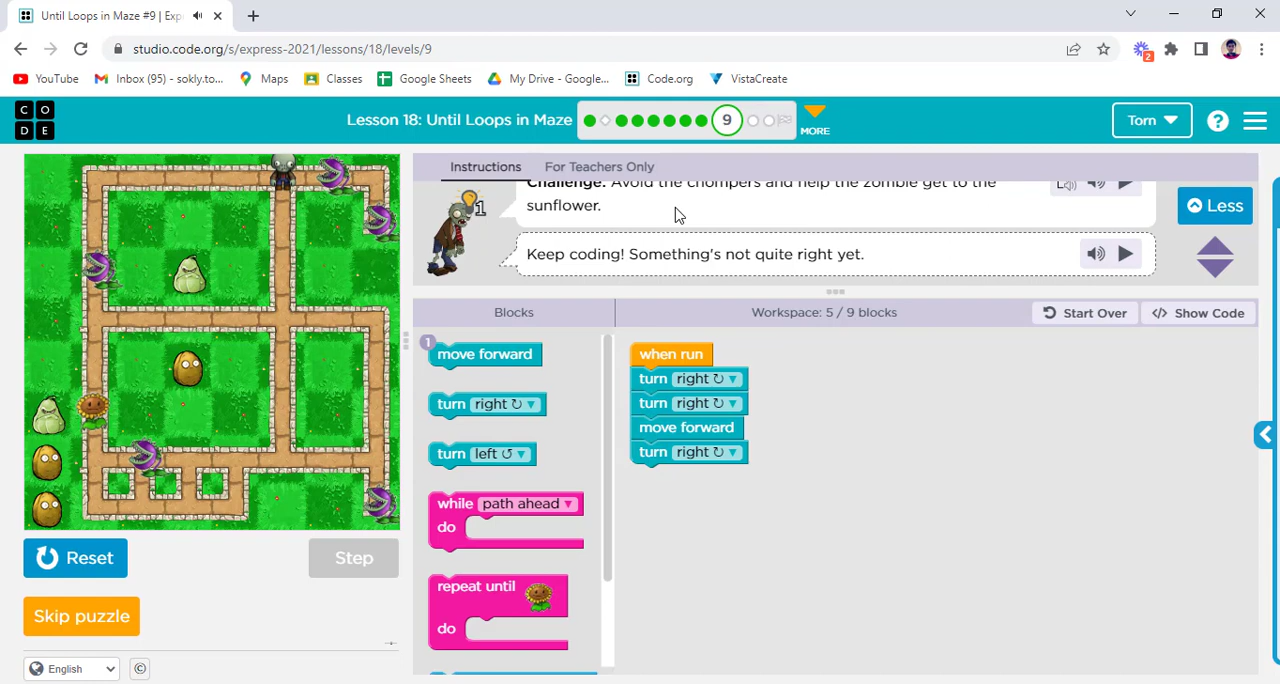 Until Loops in Maze #9 | Exp
studio.code.org/s/express-2021/lessons/18/levels/9
2
YouTube
Inbox (95) - sokly.to...
Maps
Classes
Google Sheets
My Drive - Google...
Code.org
VistaCreate
C O
D E
Lesson 18: Until Loops in Maze
9
MORE
Torn
?
Instructions
For Teachers Only
1
Challenge: Avoid the chompers and help the zombie get to the
sunflower.
Keep coding! Something's not quite right yet.
Less
Blocks
Workspace: 5 / 9 blocks
Start Over
</> Show Code
1
move forward
turn right ↻
turn left ↺
while path ahead
do
repeat until
do
when run
turn right ↻
turn right ↻
move forward
turn right ↻
Reset
Step
Skip puzzle
English
©